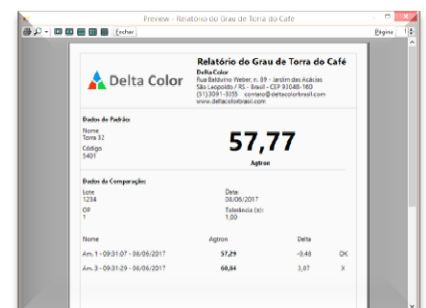 Preview - Relatório do Grau de Torra do Café
Fechar
Página 1
Relatório do Grau de Torra do Café
Delta Color
Delta Color
Rua Balduino Weber, n. 89 - Jardim das Acácias
São Leopoldo / RS - Brasil - CEP 93048-160
contato@deltacolorbrasil.com
www.deltacolorbrasil.com
Dados do Padrão:
Nome
Torra 32
Código
5401
57,77
Agtron
Dados de Comparação:
Lote
1234
Data:
06/06/2017
OP
1
Tolerância (±):
1,00
Nome Agtron Delta
Am. 1 - 09:31:07 - 06/06/2017 57,29 -0,48 OK
Am. 3 - 09:31:29 - 06/06/2017 60,84 3,07 X